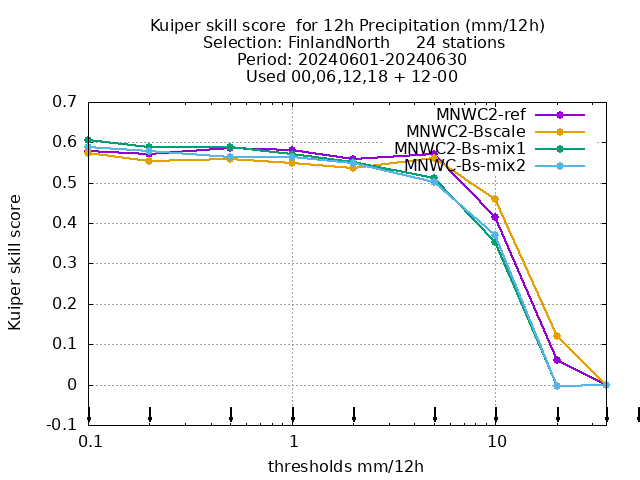 Kuiper skill score  for 12h Precipitation (mm/12h)
Selection: FinlandNorth     24 stations
Period: 20240601-20240630
Used 00,06,12,18 + 12-00
0.7
0.6
0.5
0.4
0.3
0.2
0.1
0
-0.1
Kuiper skill score
MNWC2-ref
MNWC2-Bscale
MNWC2-Bs-mix1
MNWC-Bs-mix2
0.1 1 10
thresholds mm/12h